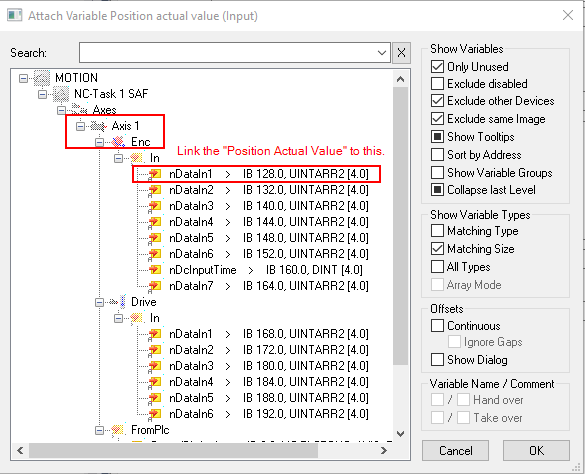 Attach Variable Position actual value (Input)
Search:
X
MOTION
NC-Task 1 SAF
Axes
Axis 1
Enc
Link the "Position Actual Value" to this.
In
nDataIn1 > IB 128.0, UINTARR2 [4.0]
nDataIn2 > IB 132.0, UINTARR2 [4.0]
nDataIn3 > IB 140.0, UINTARR2 [4.0]
nDataIn4 > IB 144.0, UINTARR2 [4.0]
nDataIn5 > IB 148.0, UINTARR2 [4.0]
nDataIn6 > IB 152.0, UINTARR2 [4.0]
nDcInputTime > IB 160.0, DINT [4.0]
nDataIn7 > IB 164.0, UINTARR2 [4.0]
Drive
In
nDataIn1 > IB 168.0, UINTARR2 [4.0]
nDataIn2 > IB 172.0, UINTARR2 [4.0]
nDataIn3 > IB 180.0, UINTARR2 [4.0]
nDataIn4 > IB 184.0, UINTARR2 [4.0]
nDataIn5 > IB 188.0, UINTARR2 [4.0]
nDataIn6 > IB 192.0, UINTARR2 [4.0]
FromPlc
Show Variables
Only Unused
Exclude disabled
Exclude other Devices
Exclude same Image
Show Tooltips
Sort by Address
Show Variable Groups
Collapse last Level
Show Variable Types
Matching Type
Matching Size
All Types
Array Mode
Offsets
Continuous
Ignore Gaps
Show Dialog
Variable Name / Comment
/ Hand over
/ Take over
Cancel
OK